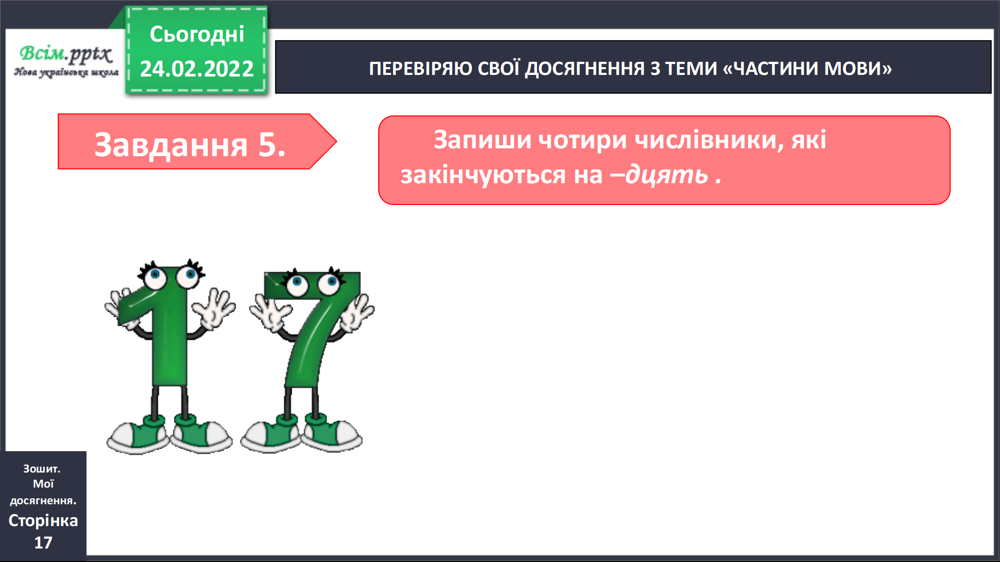 Сьогодні
24.02.2022
Всім.pptx
Нова українська школа
ПЕРЕВІРЯЮ СВОЇ ДОСЯГНЕННЯ З ТЕМИ «ЧАСТИНИ МОВИ»
Завдання 5.
Запиши чотири числівники, які
закінчуються на –дцять .
17
Зошит.
Мої
досягнення.
Сторінка
17